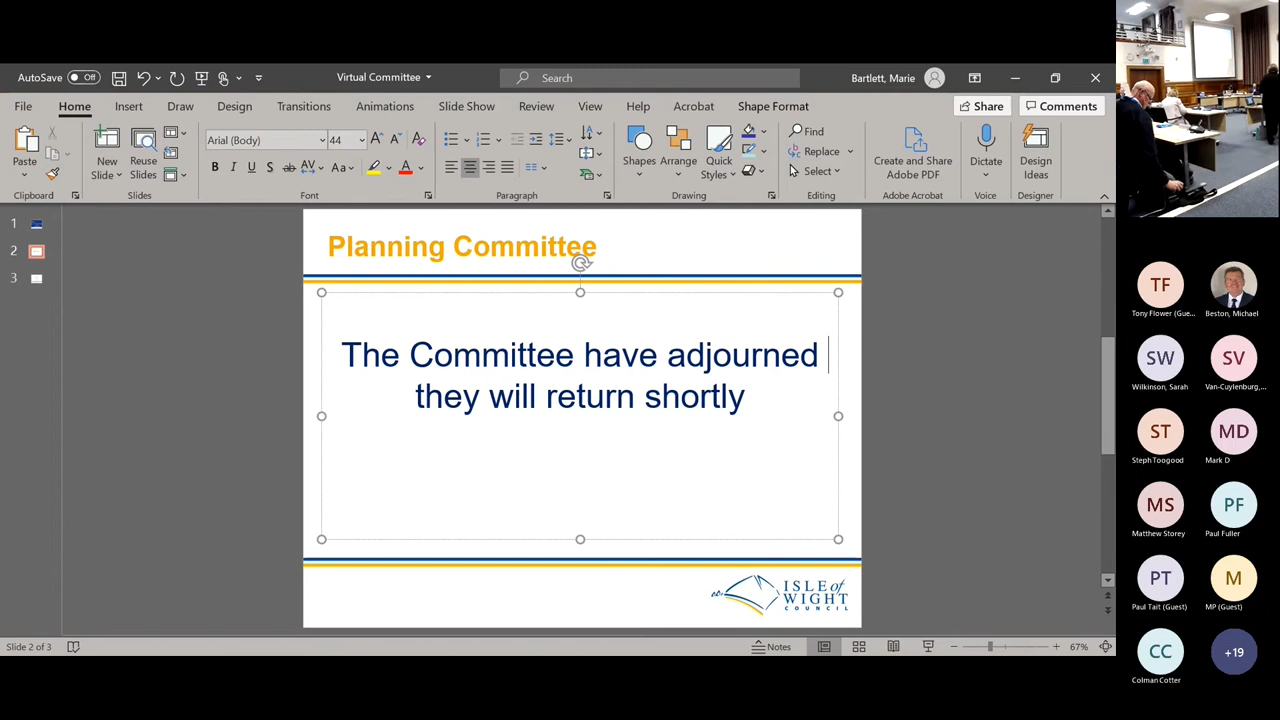 AutoSave Off
Virtual Committee
Search
Bartlett, Marie
File Home Insert Draw Design Transitions Animations Slide Show Review View Help Acrobat Shape Format
Share Comments
Paste
New Slide
Reuse Slides
Arial (Body) 44
Shapes Arrange Quick Styles
Find
Replace
Select
Create and Share Adobe PDF
Dictate
Design Ideas
Clipboard Slides Font Paragraph Drawing Editing Adobe Acrobat Voice Designer
1
2
3
Planning Committee
The Committee have adjourned
they will return shortly
ISLE of
WIGHT
COUNCIL
Slide 2 of 3
Notes
67%
TF
Tony Flower (Gue...
Beston, Michael
SW
Wilkinson, Sarah
SV
Van-Cuylenburg,...
ST
Steph Toogood
MD
Mark D
MS
Matthew Storey
PF
Paul Fuller
PT
Paul Tait (Guest)
M
MP (Guest)
CC
Colman Cotter
+19